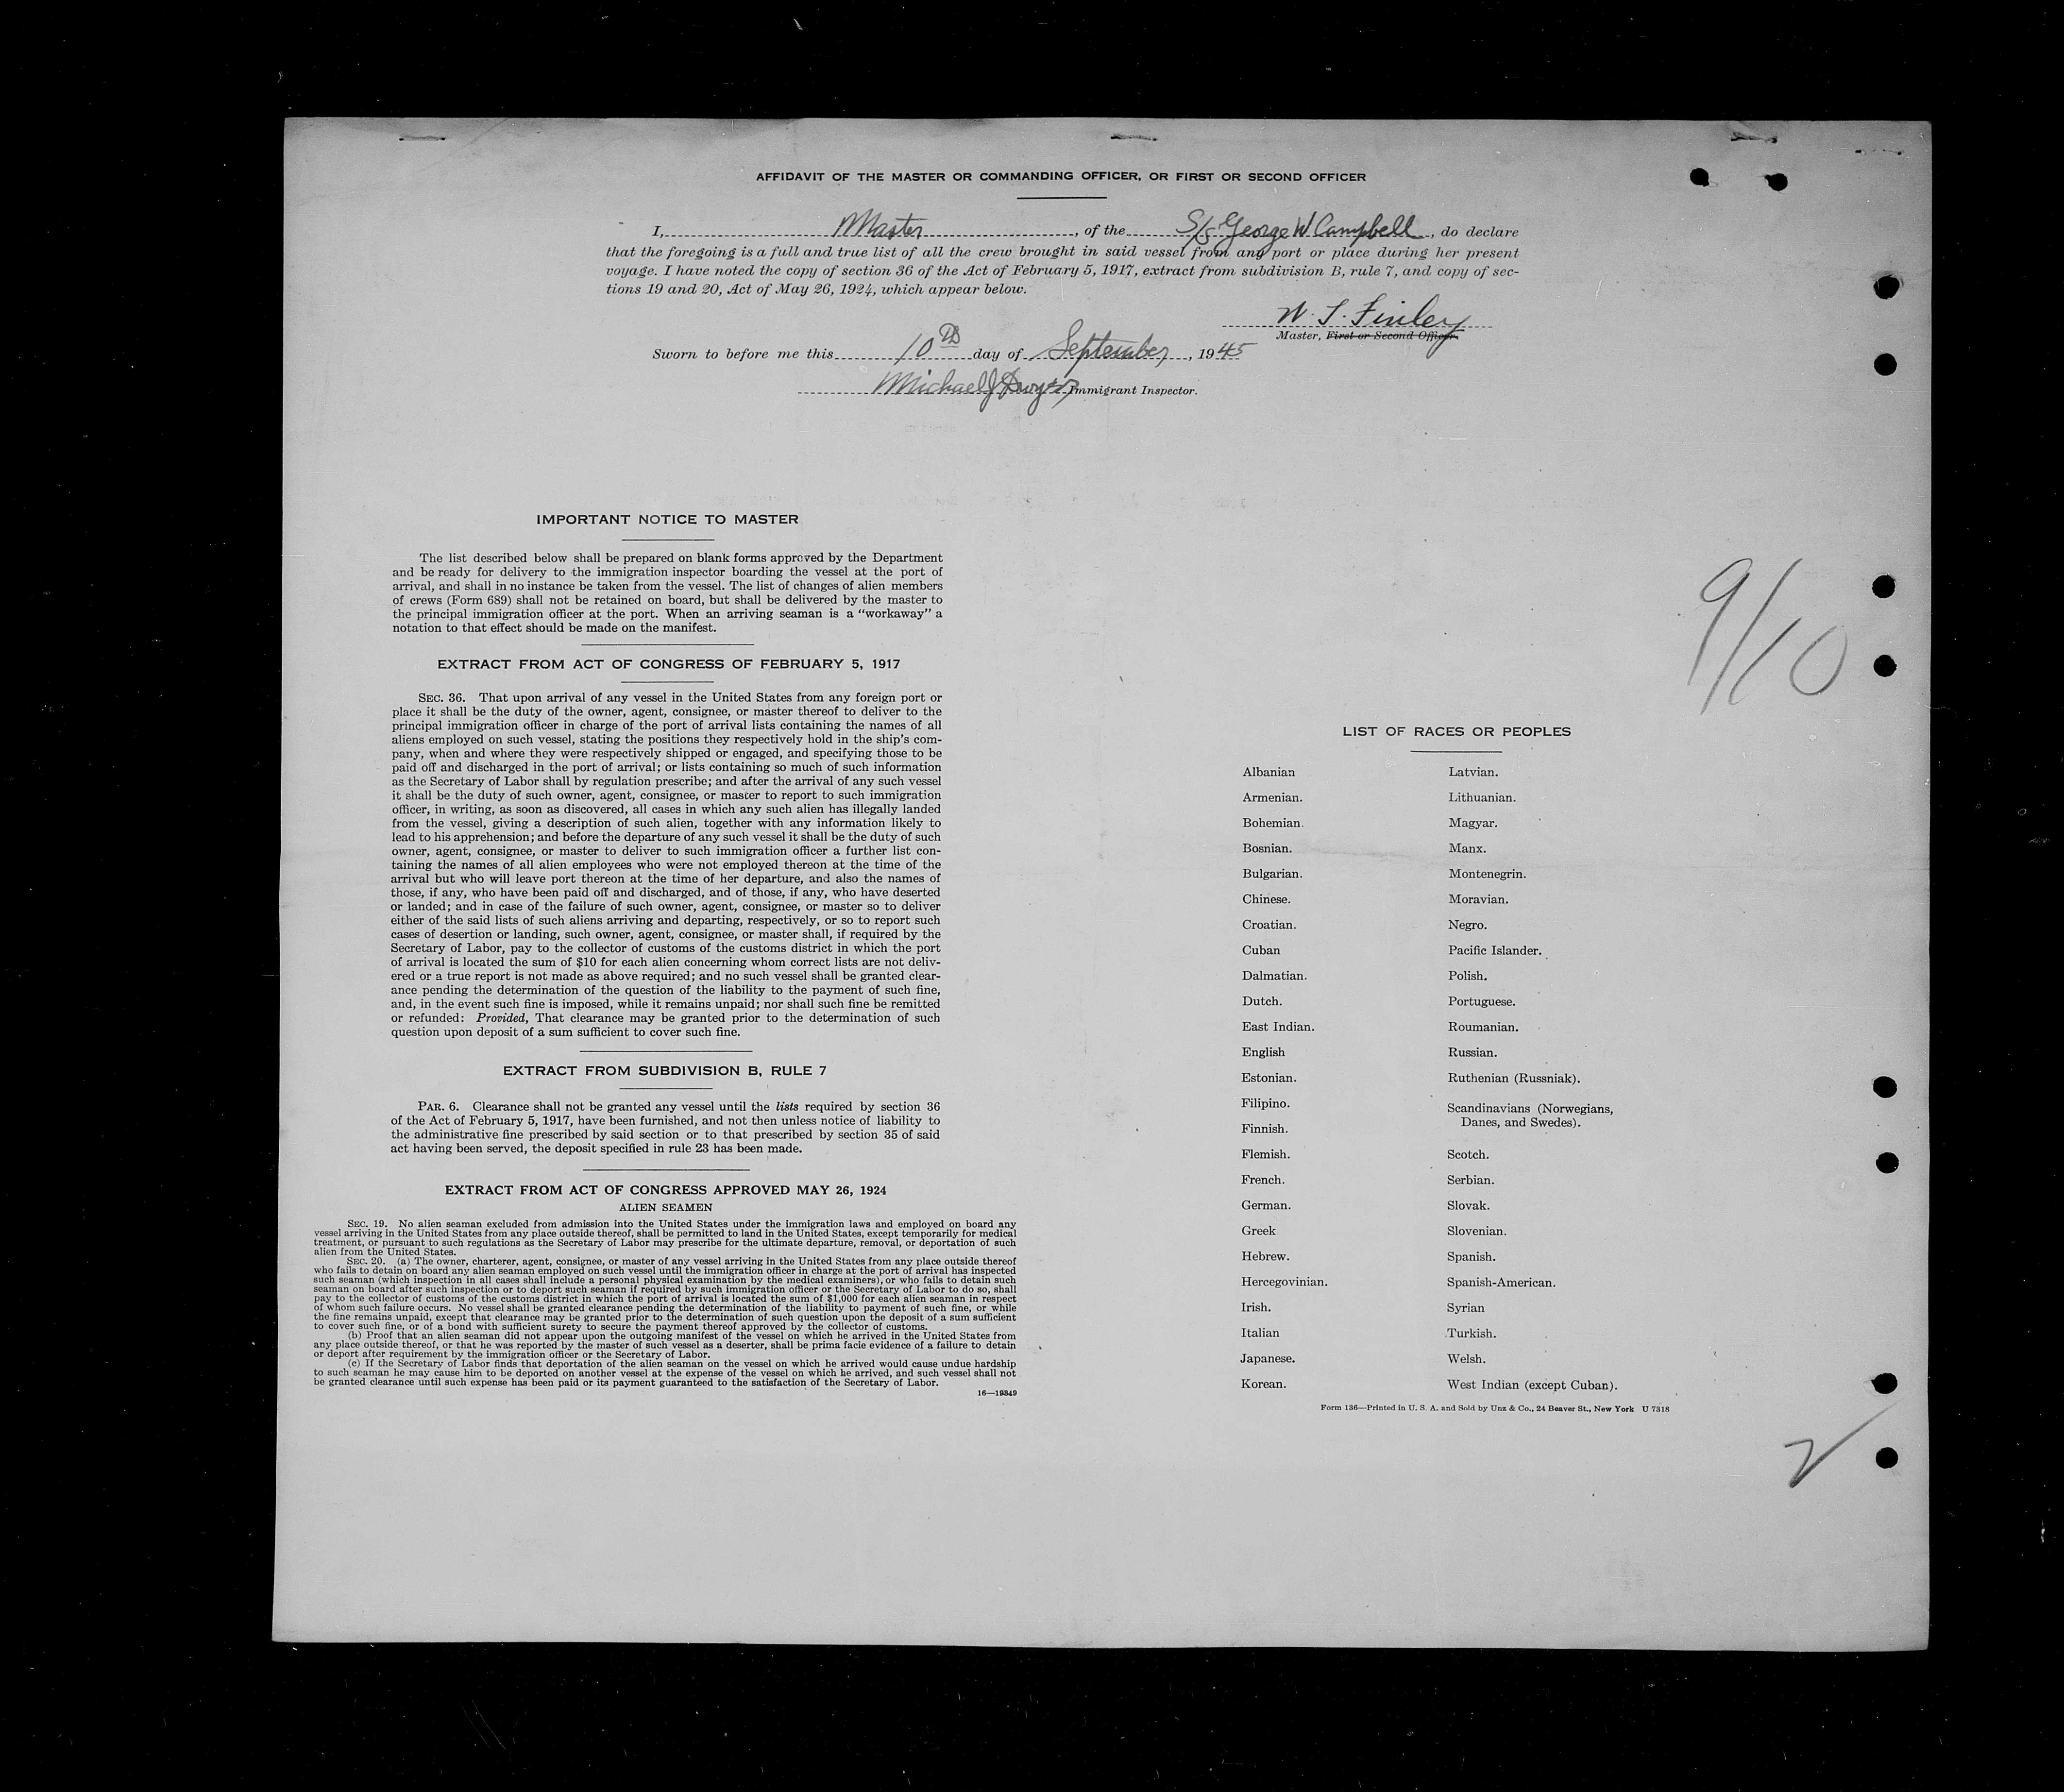 AFFIDAVIT OF THE MASTER OR COMMANDING OFFICER, OR FIRST OR SECOND OFFICER
I, Master, of the S/S George W Campbell, do declare
that the foregoing is a full and true list of all the crew brought in said vessel from any port or place during her present
voyage. I have noted the copy of section 36 of the Act of February 5, 1917, extract from subdivision B, rule 7, and copy of sec-
tions 19 and 20, Act of May 26, 1924, which appear below.
W. T. Finley
Master, First or Second Officer.
Sworn to before me this 10th day of September, 1945
Michael J Dwyer Immigrant Inspector.
IMPORTANT NOTICE TO MASTER
The list described below shall be prepared on blank forms approved by the Department
and be ready for delivery to the immigration inspector boarding the vessel at the port of
arrival, and shall in no instance be taken from the vessel. The list of changes of alien members
of crews (Form 689) shall not be retained on board, but shall be delivered by the master to
the principal immigration officer at the port. When an arriving seaman is a "workaway" a
notation to that effect should be made on the manifest.
EXTRACT FROM ACT OF CONGRESS OF FEBRUARY 5, 1917
SEC. 36. That upon arrival of any vessel in the United States from any foreign port or
place it shall be the duty of the owner, agent, consignee, or master thereof to deliver to the
principal immigration officer in charge of the port of arrival lists containing the names of all
aliens employed on such vessel, stating the positions they respectively hold in the ship's com-
pany, when and where they were respectively shipped or engaged, and specifying those to be
paid off and discharged in the port of arrival; or lists containing so much of such information
as the Secretary of Labor shall by regulation prescribe; and after the arrival of any such vessel
it shall be the duty of such owner, agent, consignee, or master to report to such immigration
officer, in writing, as soon as discovered, all cases in which any such alien has illegally landed
from the vessel, giving a description of such alien, together with any information likely to
lead to his apprehension; and before the departure of any such vessel it shall be the duty of such
owner, agent, consignee, or master to deliver to such immigration officer a further list con-
taining the names of all alien employees who were not employed thereon at the time of the
arrival but who will leave port thereon at the time of her departure, and also the names of
those, if any, who have been paid off and discharged, and of those, if any, who have deserted
or landed; and in case of the failure of such owner, agent, consignee, or master so to deliver
either of the said lists of such aliens arriving and departing, respectively, or so to report such
cases of desertion or landing, such owner, agent, consignee, or master shall, if required by the
Secretary of Labor, pay to the collector of customs of the customs district in which the port
of arrival is located the sum of $10 for each alien concerning whom correct lists are not deliv-
ered or a true report is not made as above required; and no such vessel shall be granted clear-
ance pending the determination of the question of the liability to the payment of such fine,
and, in the event such fine is imposed, while it remains unpaid; nor shall such fine be remitted
or refunded: Provided, That clearance may be granted prior to the determination of such
question upon deposit of a sum sufficient to cover such fine.
EXTRACT FROM SUBDIVISION B, RULE 7
PAR. 6. Clearance shall not be granted any vessel until the lists required by section 36
of the Act of February 5, 1917, have been furnished, and not then unless notice of liability to
the administrative fine prescribed by said section or to that prescribed by section 35 of said
act having been served, the deposit specified in rule 23 has been made.
EXTRACT FROM ACT OF CONGRESS APPROVED MAY 26, 1924
ALIEN SEAMEN
SEC. 19. No alien seaman excluded from admission into the United States under the immigration laws and employed on board any
vessel arriving in the United States from any place outside thereof, shall be permitted to land in the United States, except temporarily for medical
treatment, or pursuant to such regulations as the Secretary of Labor may prescribe for the ultimate departure, removal, or deportation of such
alien from the United States.
SEC. 20. (a) The owner, charterer, agent, consignee, or master of any vessel arriving in the United States from any place outside thereof
who fails to detain on board any alien seaman employed on such vessel until the immigration officer in charge at the port of arrival has inspected
such seaman (which inspection in all cases shall include a personal physical examination by the medical examiners), or who fails to detain such
seaman on board after such inspection or to deport such seaman if required by such immigration officer or the Secretary of Labor to do so, shall
pay to the collector of customs of the customs district in which the port of arrival is located the sum of $1,000 for each alien seaman in respect
of whom such failure occurs. No vessel shall be granted clearance pending the determination of the liability to payment of such fine, or while
the fine remains unpaid, except that clearance may be granted prior to the determination of such question upon the deposit of a sum sufficient
to cover such fine, or of a bond with sufficient surety to secure the payment thereof approved by the collector of customs.
(b) Proof that an alien seaman did not appear upon the outgoing manifest of the vessel on which he arrived in the United States from
any place outside thereof, or that he was reported by the master of such vessel as a deserter, shall be prima facie evidence of a failure to detain
or deport after requirement by the immigration officer or the Secretary of Labor.
(c) If the Secretary of Labor finds that deportation of the alien seaman on the vessel on which he arrived would cause undue hardship
to such seaman he may cause him to be deported on another vessel at the expense of the vessel on which he arrived, and such vessel shall not
be granted clearance until such expense has been paid or its payment guaranteed to the satisfaction of the Secretary of Labor.
16—19849
9/10
LIST OF RACES OR PEOPLES
Albanian
Armenian.
Bohemian.
Bosnian.
Bulgarian.
Chinese.
Croatian.
Cuban
Dalmatian.
Dutch.
East Indian.
English
Estonian.
Filipino.
Finnish.
Flemish.
French.
German.
Greek
Hebrew.
Hercegovinian.
Irish.
Italian
Japanese.
Korean.
Latvian.
Lithuanian.
Magyar.
Manx.
Montenegrin.
Moravian.
Negro.
Pacific Islander.
Polish.
Portuguese.
Roumanian.
Russian.
Ruthenian (Russniak).
Scandinavians (Norwegians,
Danes, and Swedes).
Scotch.
Serbian.
Slovak.
Slovenian.
Spanish.
Spanish-American.
Syrian
Turkish.
Welsh.
West Indian (except Cuban).
Form 136—Printed in U. S. A. and Sold by Unz & Co., 24 Beaver St., New York U 7318